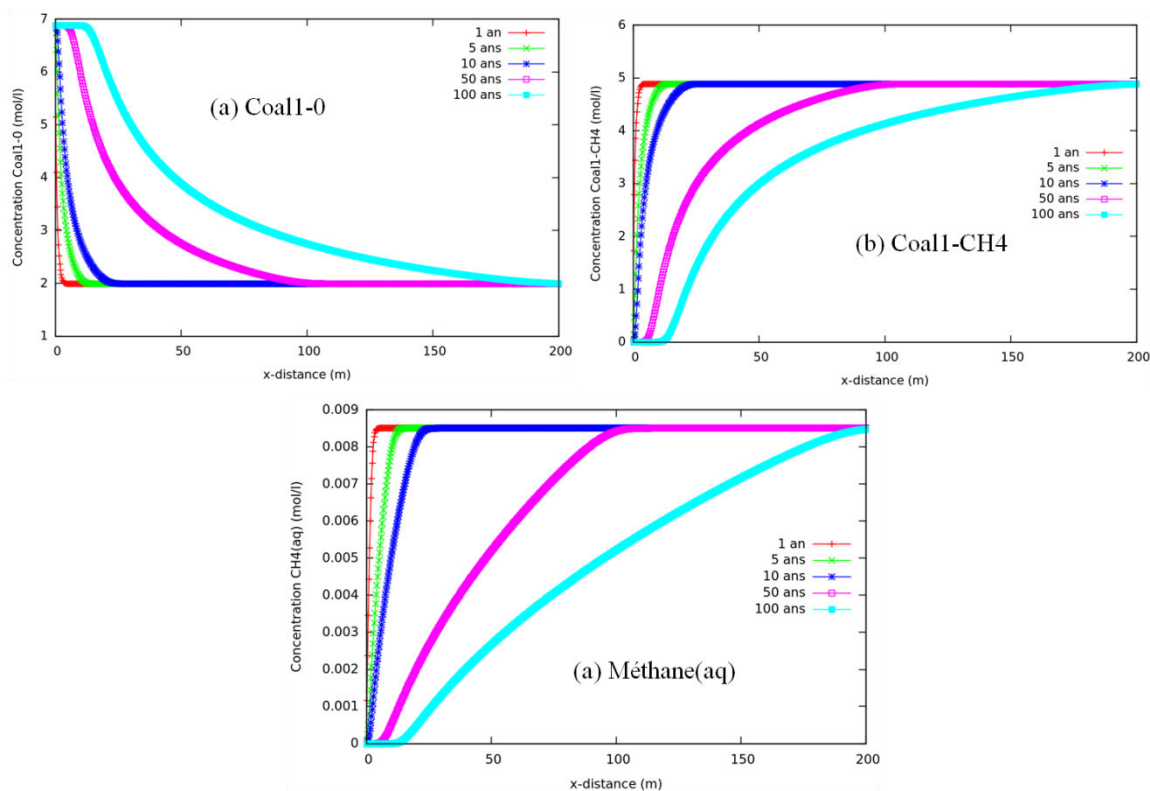 7
6
5
4
3
2
1
0
50
100
150
200
Concentration Coal1-0 (mol/l)
x-distance (m)
1 an
5 ans
10 ans
50 ans
100 ans
(a) Coal1-0
6
5
4
3
2
1
0
0
50
100
150
200
Concentration Coal1-CH4 (mol/l)
x-distance (m)
1 an
5 ans
10 ans
50 ans
100 ans
(b) Coal1-CH4
0.009
0.008
0.007
0.006
0.005
0.004
0.003
0.002
0.001
0
0
50
100
150
200
Concentration CH4(aq) (mol/l)
x-distance (m)
1 an
5 ans
10 ans
50 ans
100 ans
(a) Méthane(aq)